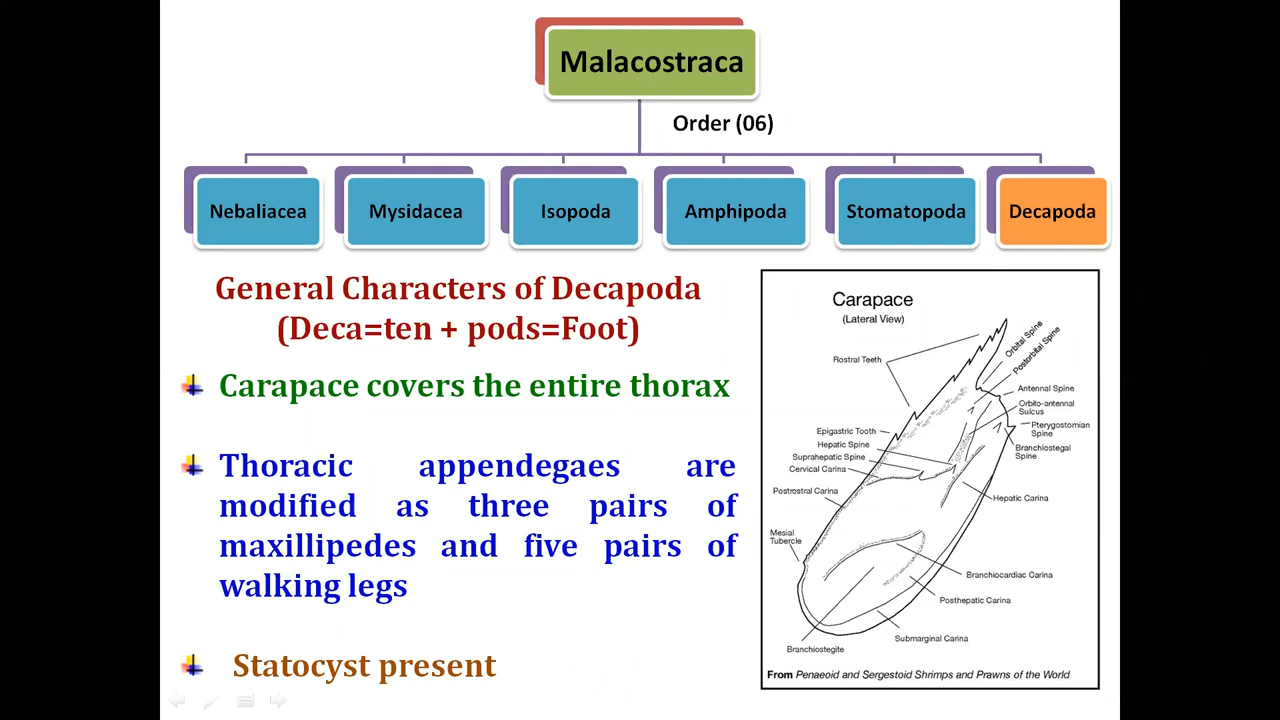 Malacostraca
Order (06)
Nebaliacea
Mysidacea
Isopoda
Amphipoda
Stomatopoda
Decapoda
General Characters of Decapoda
(Deca=ten + pods=Foot)
Carapace covers the entire thorax
Thoracic appendegaes are
modified as three pairs of
maxillipedes and five pairs of
walking legs
Statocyst present
Carapace
(Lateral View)
Rostral Teeth
Orbital Spine
Postorbital Spine
Antennal Spine
Orbito-antennal
Sulcus
Pterygostomian
Spine
Branchiostegal
Spine
Epigastric Tooth
Hepatic Spine
Suprahepatic Spine
Cervical Carina
Postrostral Carina
Hepatic Carina
Mesial
Tubercle
Branchiocardiac Carina
Posthepatic Carina
Submarginal Carina
Branchiostegite
From Penaeoid and Sergestoid Shrimps and Prawns of the World